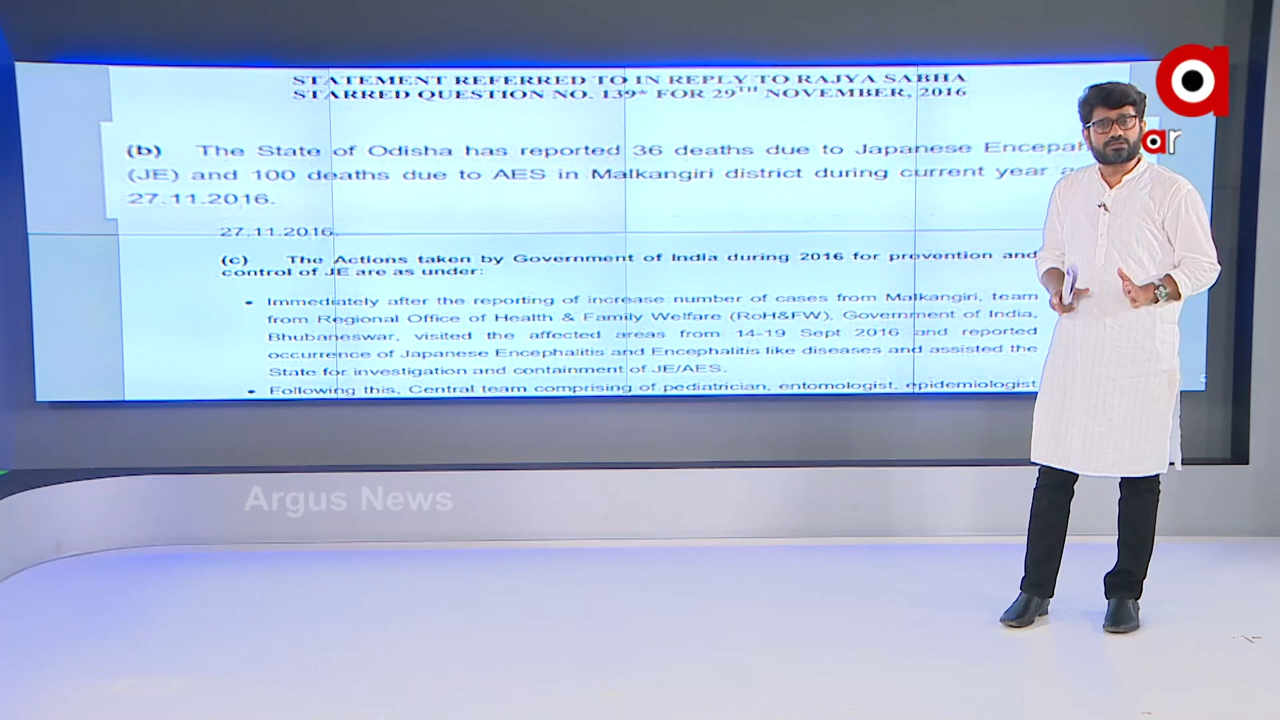 STATEMENT REFERRED TO IN REPLY TO RAJYA SABHA
STARRED QUESTION NO. 139* FOR 29TH NOVEMBER, 2016
(b) The State of Odisha has reported 36 deaths due to Japanese
(JE) and 100 deaths due to AES in Malkangiri district during current year
27.11.2016.
27.11.2016.
(c) The Actions taken by Government of India during 2016 for prevention and
control of JE are as under:
• Immediately after the reporting of increase number of cases from Malkangiri, team
from Regional Office of Health & Family Welfare (RoH&FW), Government of India,
Bhubaneswar, visited the affected areas from 14-19 Sept 2016 and reported
occurrence of Japanese Encephalitis and Encephalitis like diseases and assisted the
State for investigation and containment of JE/AES.
• Following this, Central team comprising of pediatrician, entomologist, epidemiologist
a
ar
Argus News